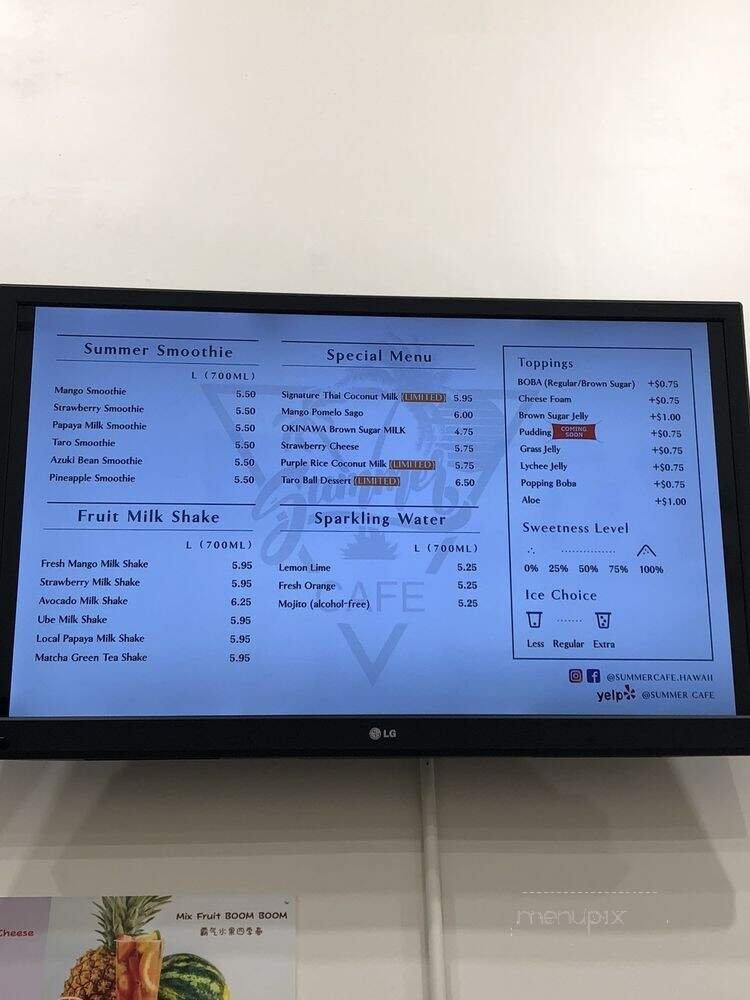 Summer Smoothie
L (700ML)
Mango Smoothie 5.50
Strawberry Smoothie 5.50
Papaya Milk Smoothie 5.50
Taro Smoothie 5.50
Azuki Bean Smoothie 5.50
Pineapple Smoothie 5.50
Fruit Milk Shake
L (700ML)
Fresh Mango Milk Shake 5.95
Strawberry Milk Shake 5.95
Avocado Milk Shake 6.25
Ube Milk Shake 5.95
Local Papaya Milk Shake 5.95
Matcha Green Tea Shake 5.95
Special Menu
Signature Thai Coconut Milk (LIMITED) 5.95
Mango Pomelo Sago 6.00
OKINAWA Brown Sugar MILK 4.75
Strawberry Cheese 5.75
Purple Rice Coconut Milk (LIMITED) 5.75
Taro Ball Dessert (LIMITED) 6.50
Sparkling Water
L (700ML)
Lemon Lime 5.25
Fresh Orange 5.25
Mojito (alcohol-free) 5.25
Summer
CAFE
Toppings
BOBA (Regular/Brown Sugar) +$0.75
Cheese Foam +$0.75
Brown Sugar Jelly +$1.00
Pudding COMING SOON +$0.75
Grass Jelly +$0.75
Lychee Jelly +$0.75
Popping Boba +$0.75
Aloe +$1.00
Sweetness Level
0% 25% 50% 75% 100%
Ice Choice
Less Regular Extra
@SUMMERCAFE.HAWAII
yelp @SUMMER CAFE
LG
Cheese
Mix Fruit BOOM BOOM
霸气水果四季春
menupix